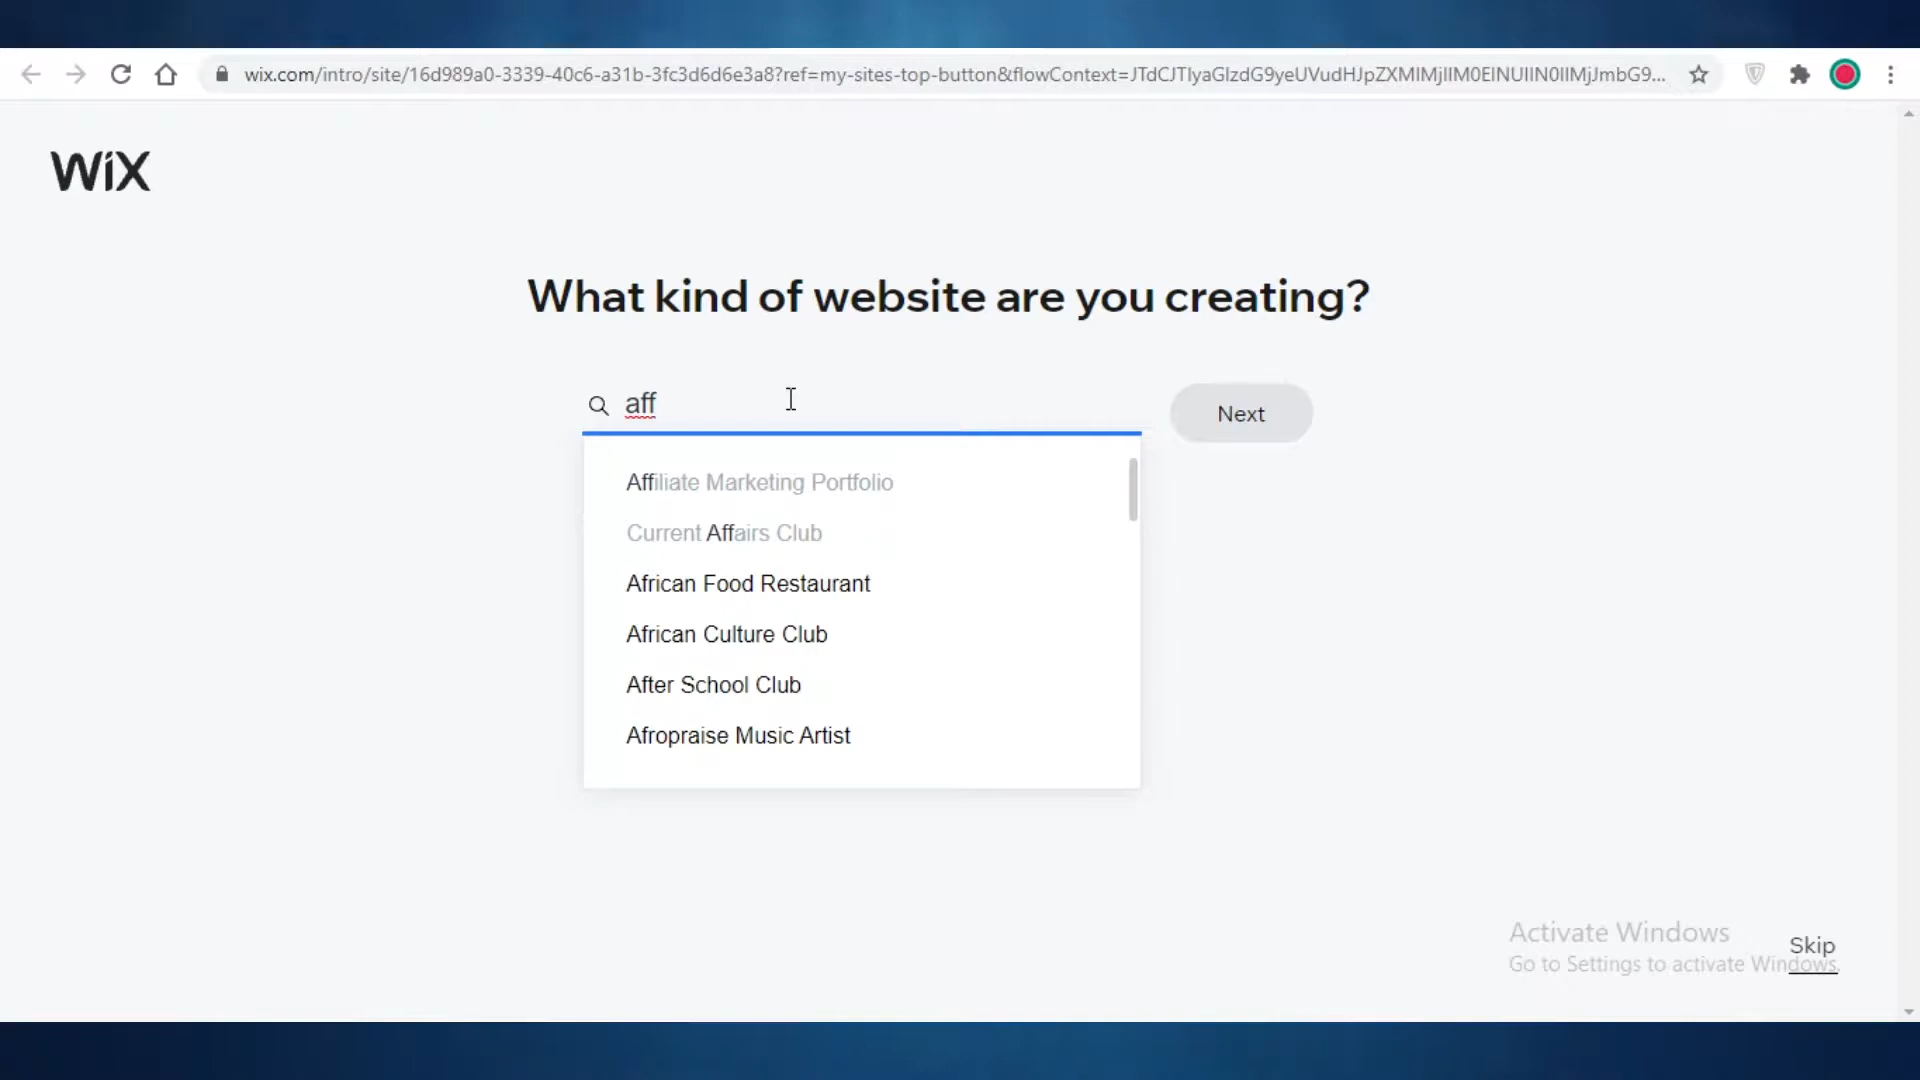 wix.com/intro/site/16d989a0-3339-40c6-a31b-3fc3d6d6e3a8?ref=my-sites-top-button&flowContext=JTdCJTIyaGlzdG9yeUVudHJpZXMlMjIlM0ElNUIlN0IlMjJmbG9...
WiX
What kind of website are you creating?
aff
Next
Affiliate Marketing Portfolio
Current Affairs Club
African Food Restaurant
African Culture Club
After School Club
Afropraise Music Artist
Activate Windows
Skip
Go to Settings to activate Windows.